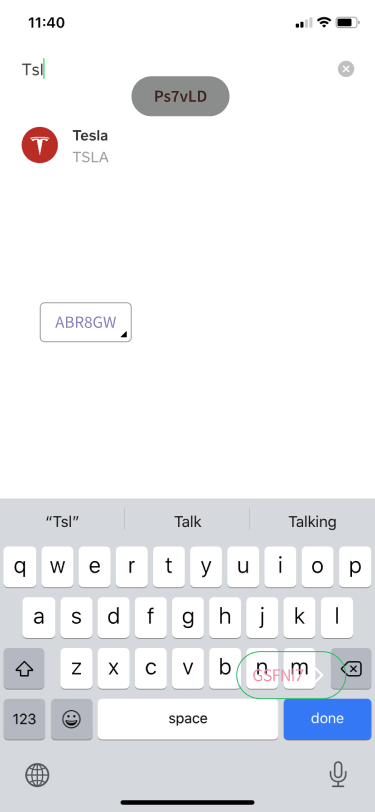 11:40
Tsl
Ps7vLD
Tesla
TSLA
ABR8GW
“Tsl” Talk Talking
q w e r t y u i o p
a s d f g h j k l
z x c v b n m
GSFNI7
123 space done